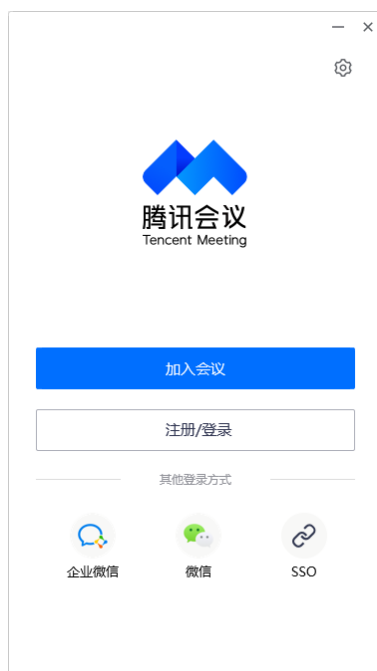 腾讯会议
Tencent Meeting
加入会议
注册/登录
其他登录方式
企业微信
微信
SSO